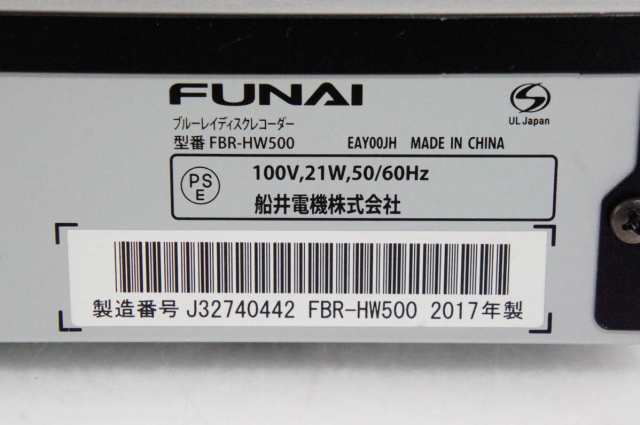 FUNAI
S
UL Japan
ブルーレイディスクレコーダー
型番 FBR-HW500 EAY00JH MADE IN CHINA
PS
E
100V,21W,50/60Hz
船井電機株式会社
製造番号 J32740442 FBR-HW500 2017年製